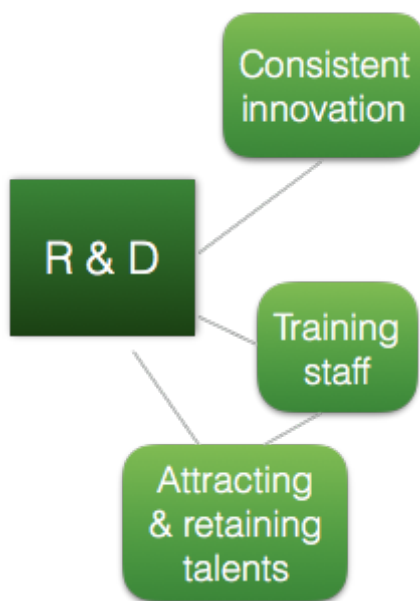 Consistent
innovation
R & D
Training
staff
Attracting
& retaining
talents